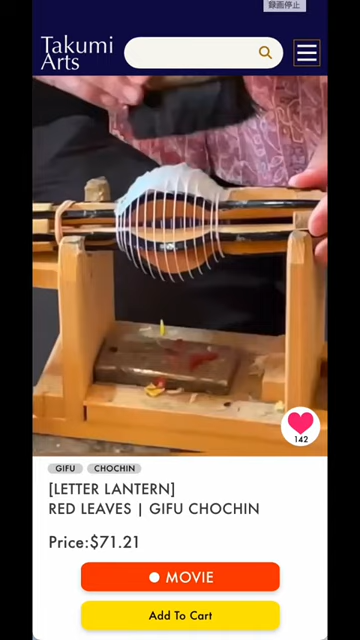 録画停止
Takumi
Arts
142
GIFU CHOCHIN
[LETTER LANTERN]
RED LEAVES | GIFU CHOCHIN
Price:$71.21
MOVIE
Add To Cart